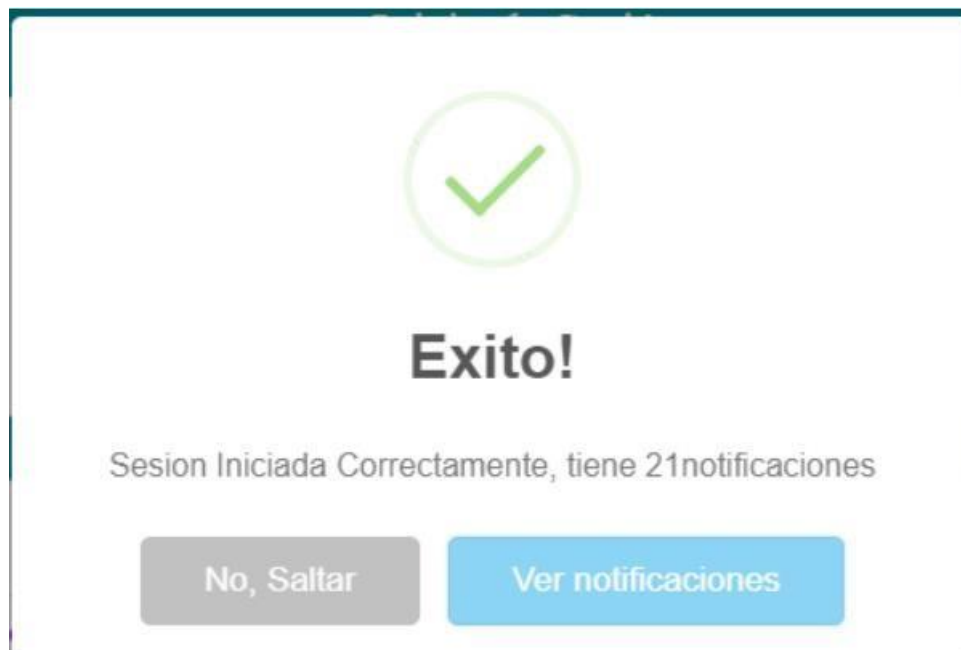 Exito!
Sesion Iniciada Correctamente, tiene 21notificaciones
No, Saltar
Ver notificaciones